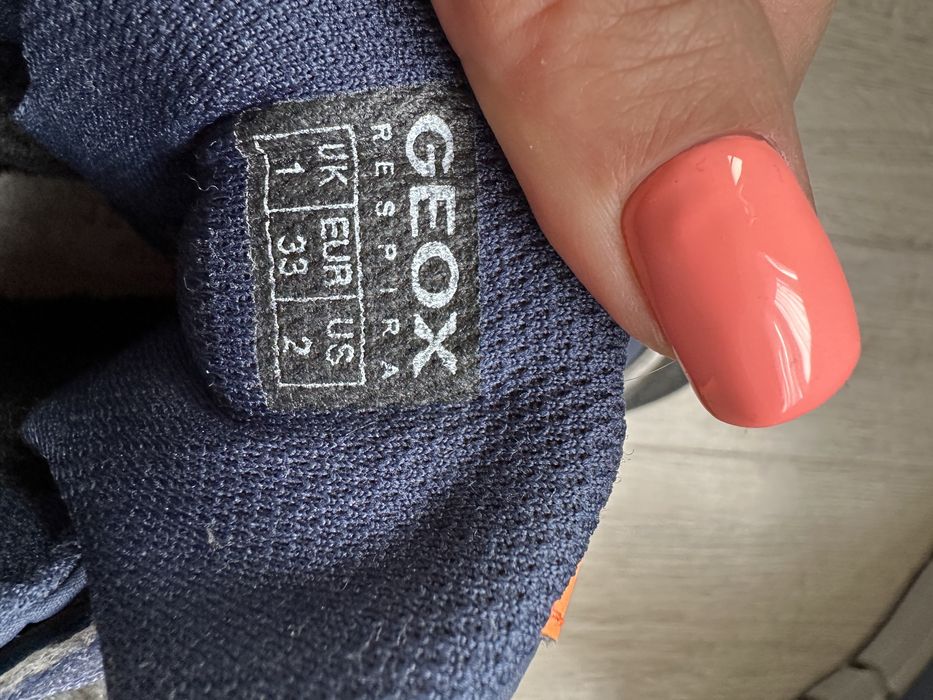 GEOX
RESPIRA
UK EUR US
1 33 2